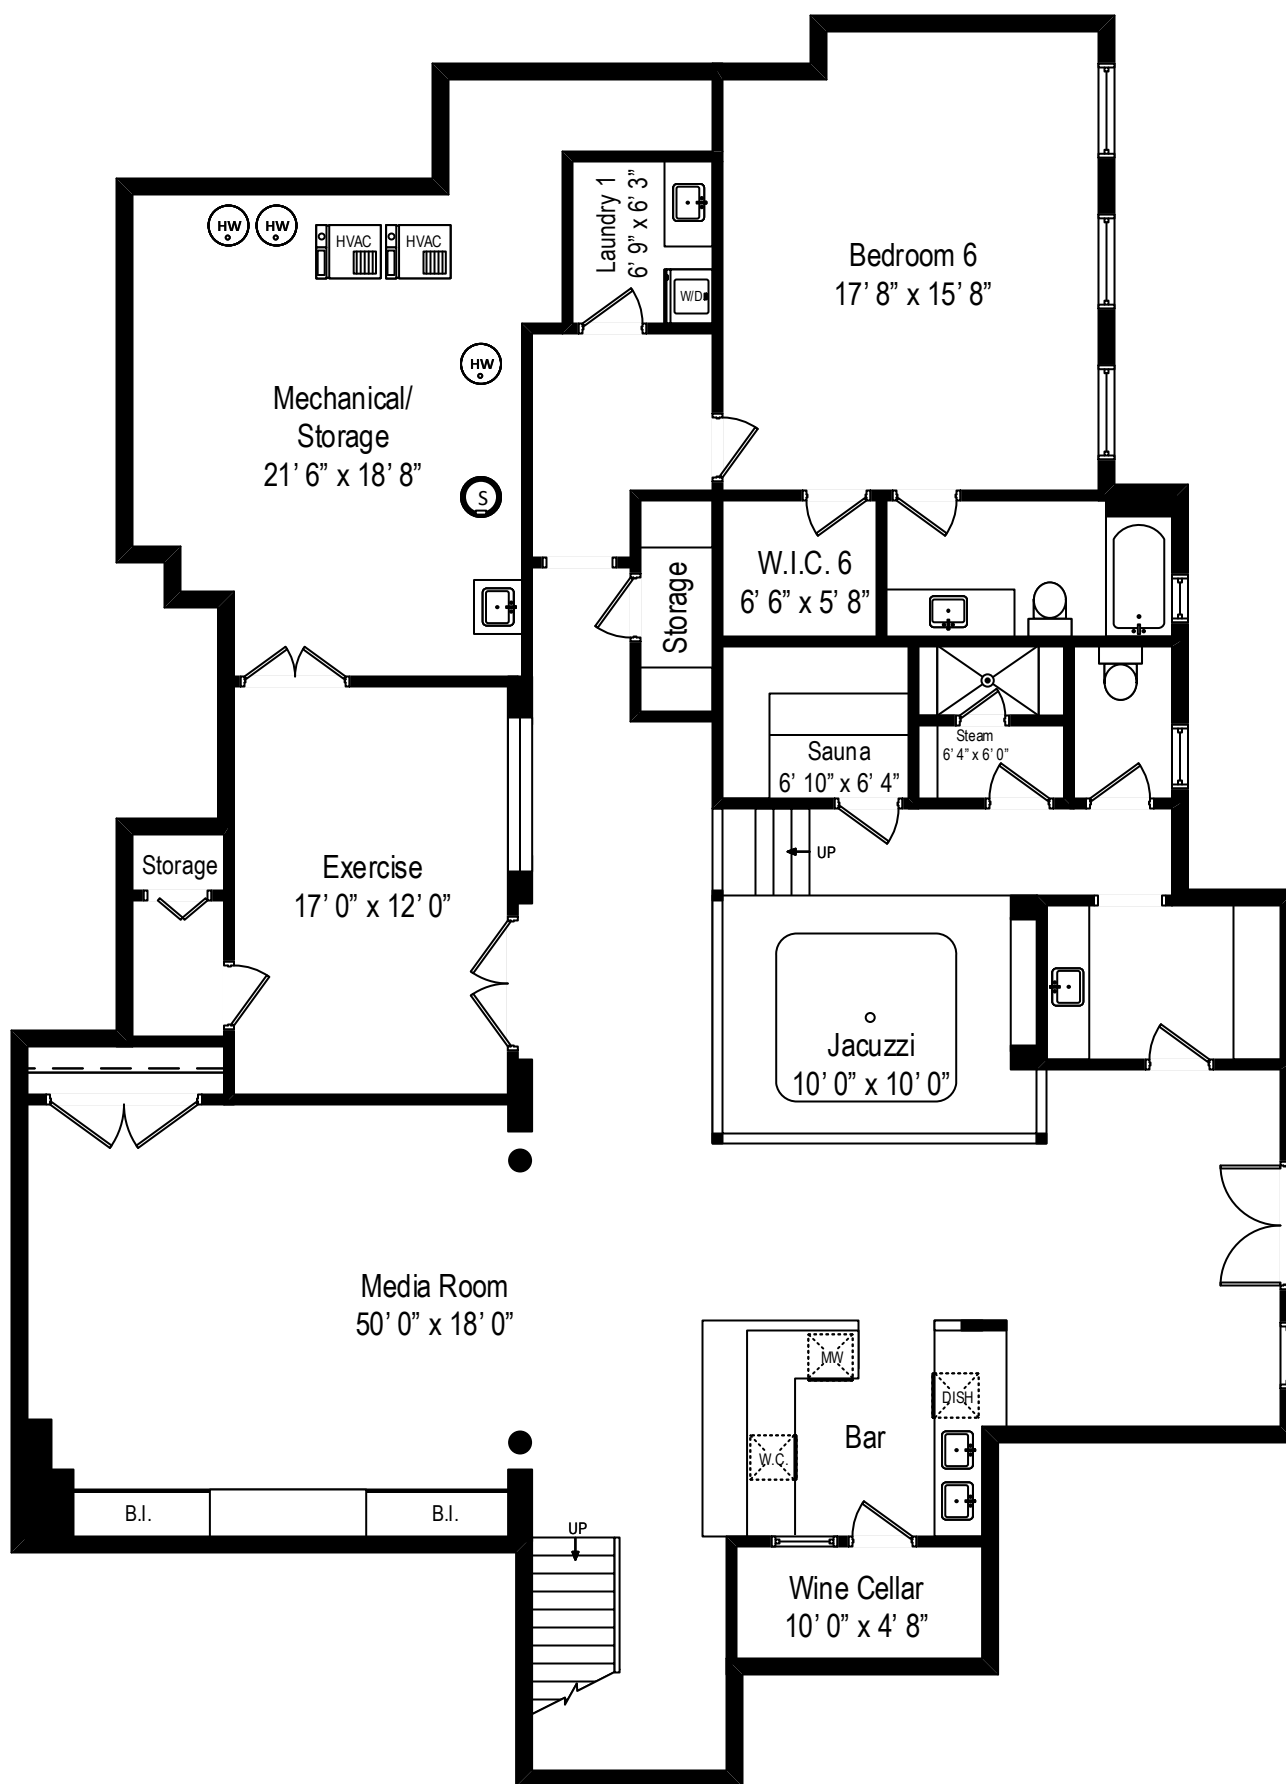 Bedroom 6
17' 8" x 15' 8"
Laundry 1
6' 9" x 6' 3"
W/D
HW
HW
HVAC
HVAC
HW
Mechanical/
Storage
21' 6" x 18' 8"
S
Storage
W.I.C. 6
6' 6" x 5' 8"
Sauna
6' 10" x 6' 4"
Steam
6' 4" x 6' 0"
UP
Storage
Exercise
17' 0" x 12' 0"
Jacuzzi
10' 0" x 10' 0"
Media Room
50' 0" x 18' 0"
MW
DISH
Bar
W.C.
B.I.
B.I.
UP
Wine Cellar
10' 0" x 4' 8"